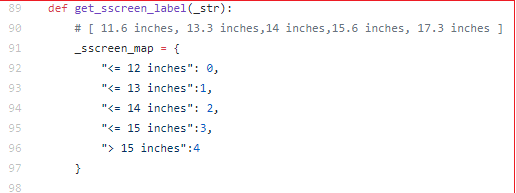 89 def get_sscreen_label(_str):
90 # [ 11.6 inches, 13.3 inches,14 inches,15.6 inches, 17.3 inches ]
91 _sscreen_map = {
92 "<= 12 inches": 0,
93 "<= 13 inches":1,
94 "<= 14 inches": 2,
95 "<= 15 inches":3,
96 "> 15 inches":4
97 }
98